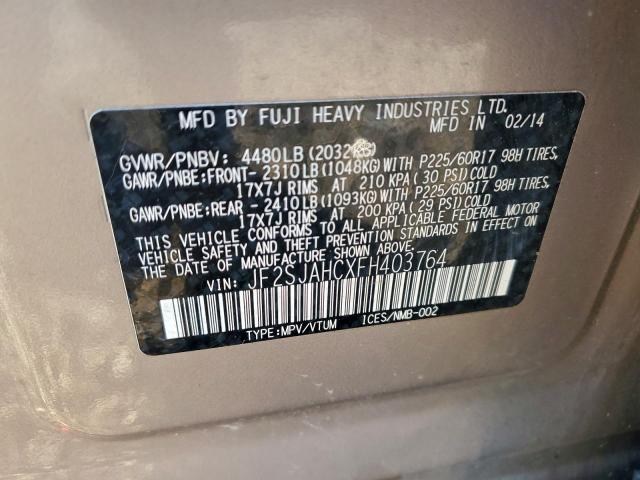 MFD BY FUJI HEAVY INDUSTRIES LTD.
MFD IN 02/14
GVWR/PNBV: 4480LB (2032KG)
GAWR/PNBE:FRONT- 2310LB (1048KG) WITH P225/60R17 98H TIRES,
17X7J RIMS AT 210 KPA (30 PSI) COLD
GAWR/PNBE:REAR - 2410LB (1093KG) WITH P225/60R17 98H TIRES,
17X7J RIMS AT 200 KPA (29 PSI) COLD
THIS VEHICLE CONFORMS TO ALL APPLICABLE FEDERAL MOTOR
VEHICLE SAFETY AND THEFT PREVENTION STANDARDS IN EFFECT
ON THE DATE OF MANUFACTURE SHOWN ABOVE.
VIN: JF2SJAHCXFH403764
TYPE:MPV/VTUM ICES/NMB-002